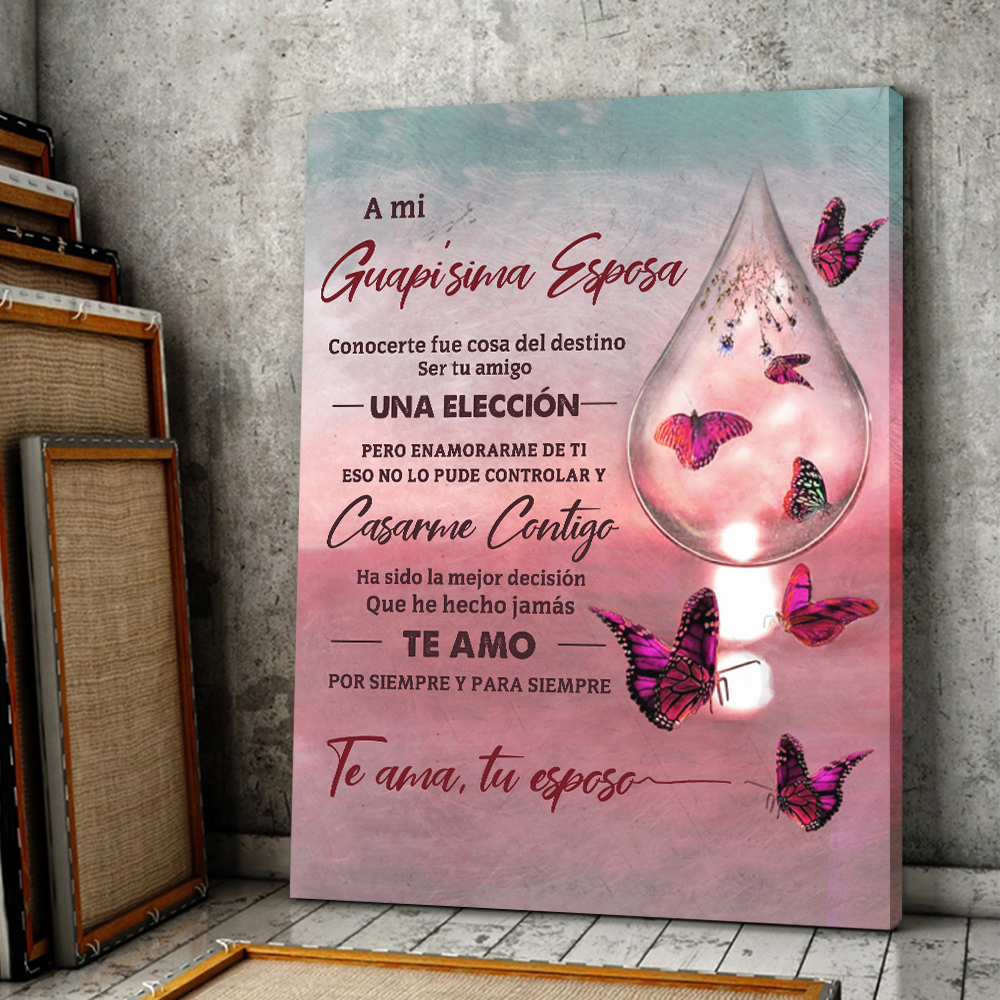 A mi
Guapísima Esposa
Conocerte fue cosa del destino
Ser tu amigo
UNA ELECCIÓN
PERO ENAMORARME DE TI
ESO NO LO PUDE CONTROLAR Y
Casarme Contigo
Ha sido la mejor decisión
Que he hecho jamás
TE AMO
POR SIEMPRE Y PARA SIEMPRE
Te ama, tu esposo